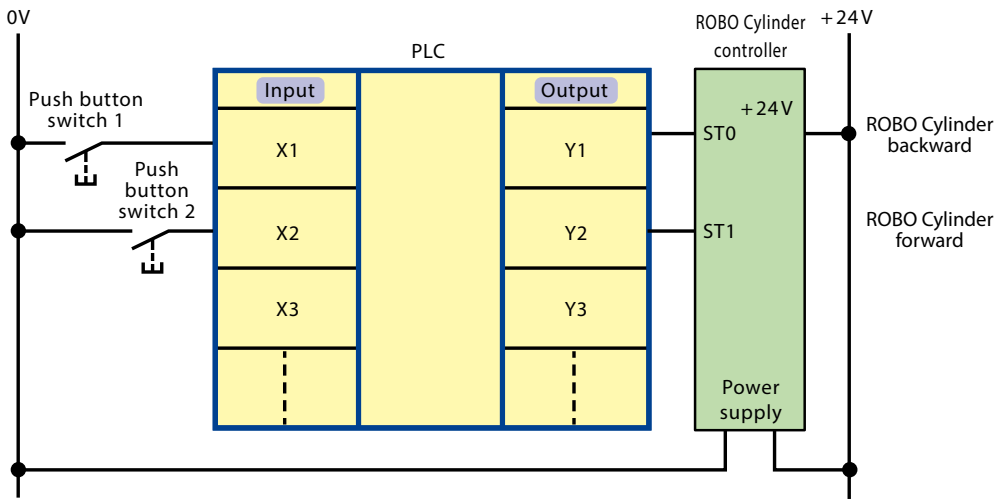 0V
ROBO Cylinder
controller
+24V
PLC
Input
Output
Push button
switch 1
+24V
X1
Y1
ST0
ROBO Cylinder
backward
Push
button
switch 2
X2
Y2
ST1
ROBO Cylinder
forward
X3
Y3
Power
supply